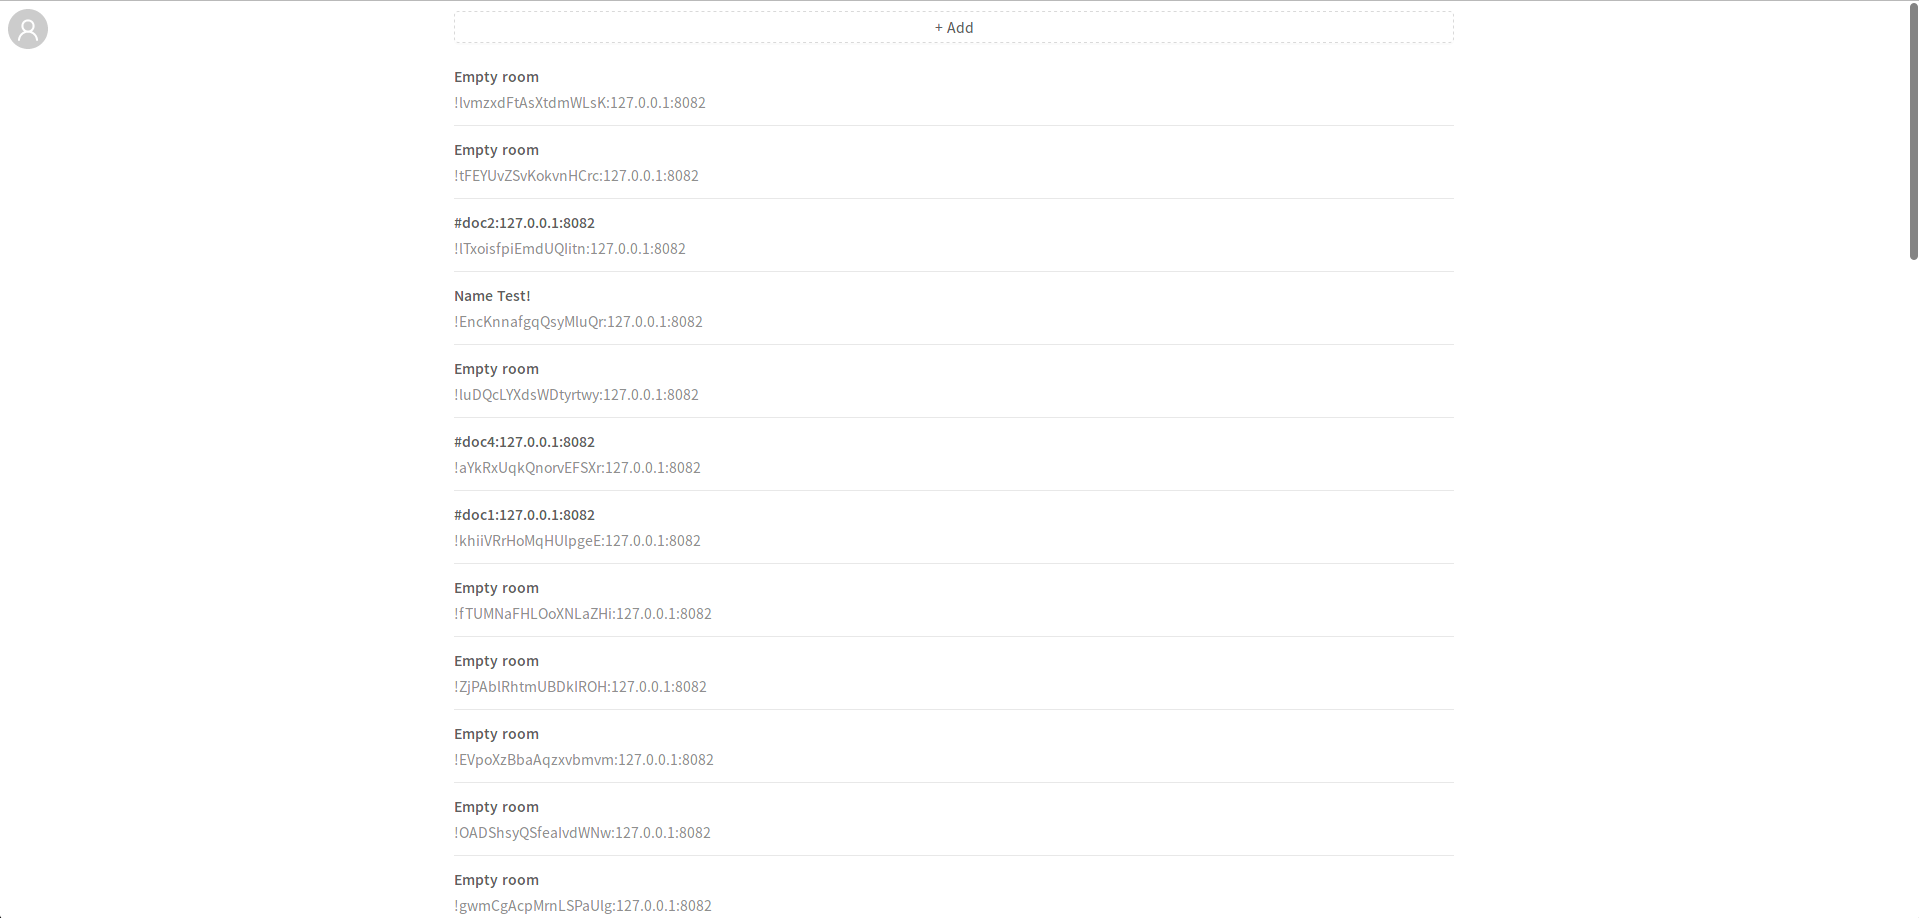 + Add
Empty room
!lvmzxdFtAsXtdmWLsK:127.0.0.1:8082
Empty room
!tFEYUvZSvKokvnHCrc:127.0.0.1:8082
#doc2:127.0.0.1:8082
!ITxoisfpiEmdUQIitn:127.0.0.1:8082
Name Test!
!EncKnnafgqQsyMluQr:127.0.0.1:8082
Empty room
!luDQcLYXdsWDtyrtwy:127.0.0.1:8082
#doc4:127.0.0.1:8082
!aYkRxUqkQnorvEFSXr:127.0.0.1:8082
#doc1:127.0.0.1:8082
!khiiVRrHoMqHUlpgeE:127.0.0.1:8082
Empty room
!fTUMNaFHLOoXNLaZHi:127.0.0.1:8082
Empty room
!ZjPAblRhtmUBDkIROH:127.0.0.1:8082
Empty room
!EVpoXzBbaAqzxvbmvm:127.0.0.1:8082
Empty room
!OADShsyQSfealvdWNw:127.0.0.1:8082
Empty room
!gwmCgAcpMrnLSPaUlg:127.0.0.1:8082